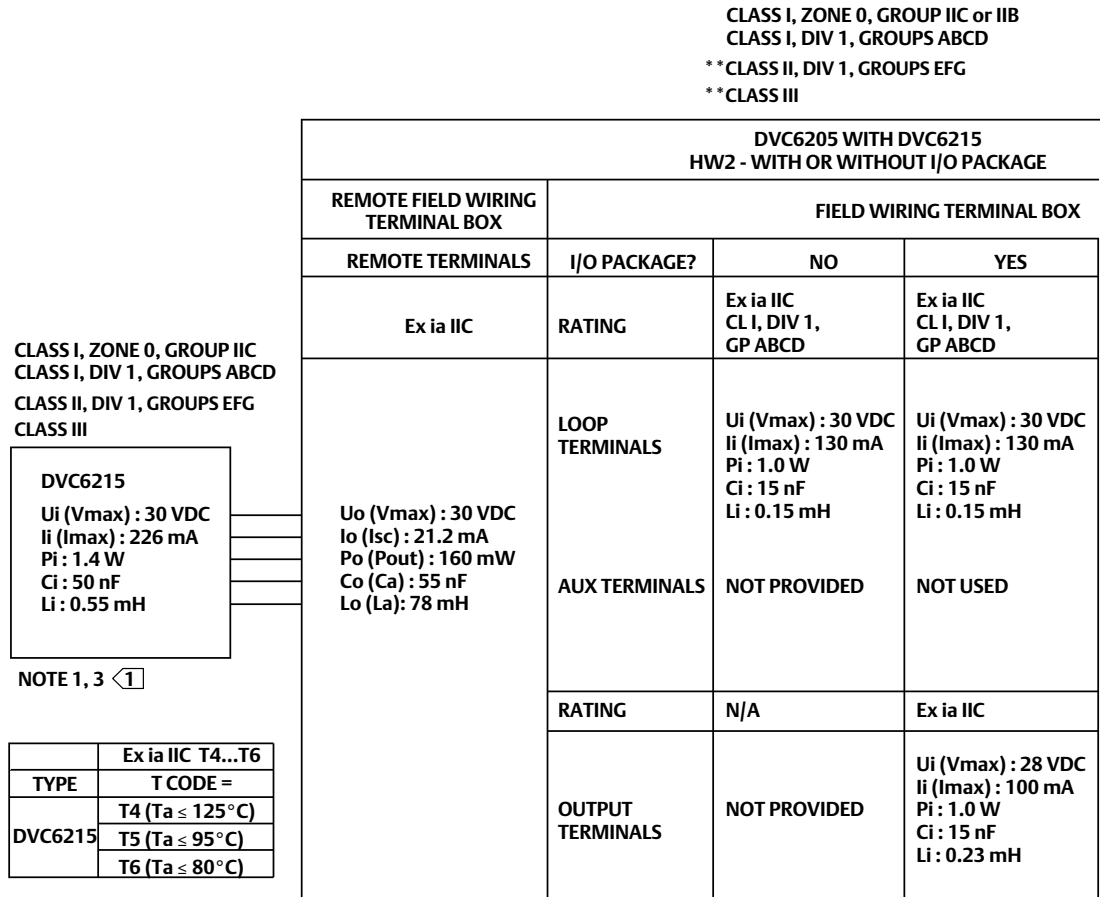 CLASS I, ZONE 0, GROUP IIC or IIB
CLASS I, DIV 1, GROUPS ABCD
**CLASS II, DIV 1, GROUPS EFG
**CLASS III
DVC6205 WITH DVC6215
HW2 - WITH OR WITHOUT I/O PACKAGE
REMOTE FIELD WIRING
TERMINAL BOX
FIELD WIRING TERMINAL BOX
REMOTE TERMINALS
I/O PACKAGE?
NO
YES
Ex ia IIC
RATING
Ex ia IIC
CL I, DIV 1,
GP ABCD
Ex ia IIC
CL I, DIV 1,
GP ABCD
CLASS I, ZONE 0, GROUP IIC
CLASS I, DIV 1, GROUPS ABCD
CLASS II, DIV 1, GROUPS EFG
CLASS III
DVC6215
Ui (Vmax) : 30 VDC
Ii (Imax) : 226 mA
Pi : 1.4 W
Ci : 50 nF
Li : 0.55 mH
NOTE 1, 3 1
Uo (Vmax) : 30 VDC
Io (Isc) : 21.2 mA
Po (Pout) : 160 mW
Co (Ca) : 55 nF
Lo (La): 78 mH
LOOP
TERMINALS
Ui (Vmax) : 30 VDC
Ii (Imax) : 130 mA
Pi : 1.0 W
Ci : 15 nF
Li : 0.15 mH
Ui (Vmax) : 30 VDC
Ii (Imax) : 130 mA
Pi : 1.0 W
Ci : 15 nF
Li : 0.15 mH
AUX TERMINALS
NOT PROVIDED
NOT USED
RATING
N/A
Ex ia IIC
OUTPUT
TERMINALS
NOT PROVIDED
Ui (Vmax) : 28 VDC
Ii (Imax) : 100 mA
Pi : 1.0 W
Ci : 15 nF
Li : 0.23 mH
Ex ia IIC T4...T6
TYPE
T CODE =
DVC6215
T4 (Ta ≤ 125°C)
T5 (Ta ≤ 95°C)
T6 (Ta ≤ 80°C)